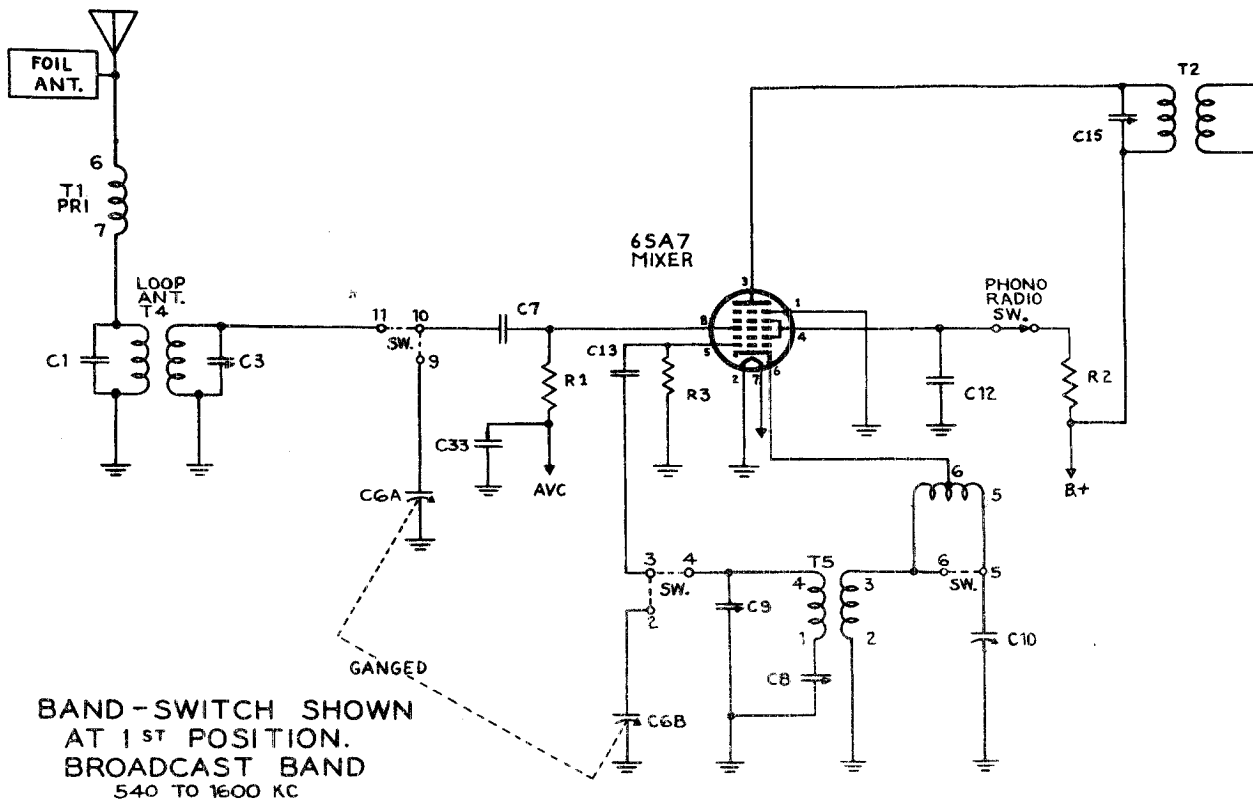 FOIL
ANT.
6
T1
PRI
7
LOOP
ANT.
T4
C1
C3
11
10
SW.
9
C7
R1
C33
AVC
C6A
GANGED
6SA7
MIXER
3
1
8
4
5
2
7
6
C13
R3
PHONO
RADIO
SW.
C12
R2
B+
T2
C15
6
5
3
4
SW.
2
C9
T5
4
3
1
2
C8
6
5
SW.
C10
C6B
BAND-SWITCH SHOWN
AT 1ST POSITION.
BROADCAST BAND
540 TO 1600 KC